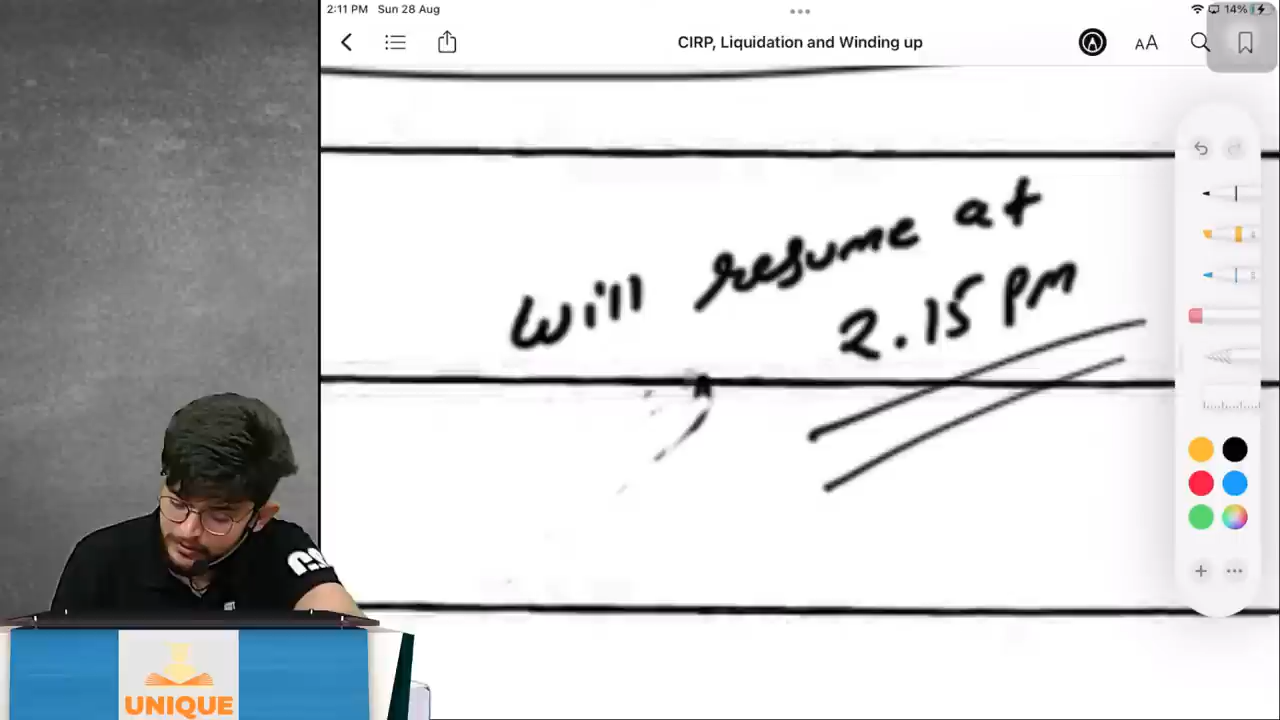 2:11 PM Sun 28 Aug
14%
CIRP, Liquidation and Winding up
AA
will resume at
2.15 pm
UNIQUE